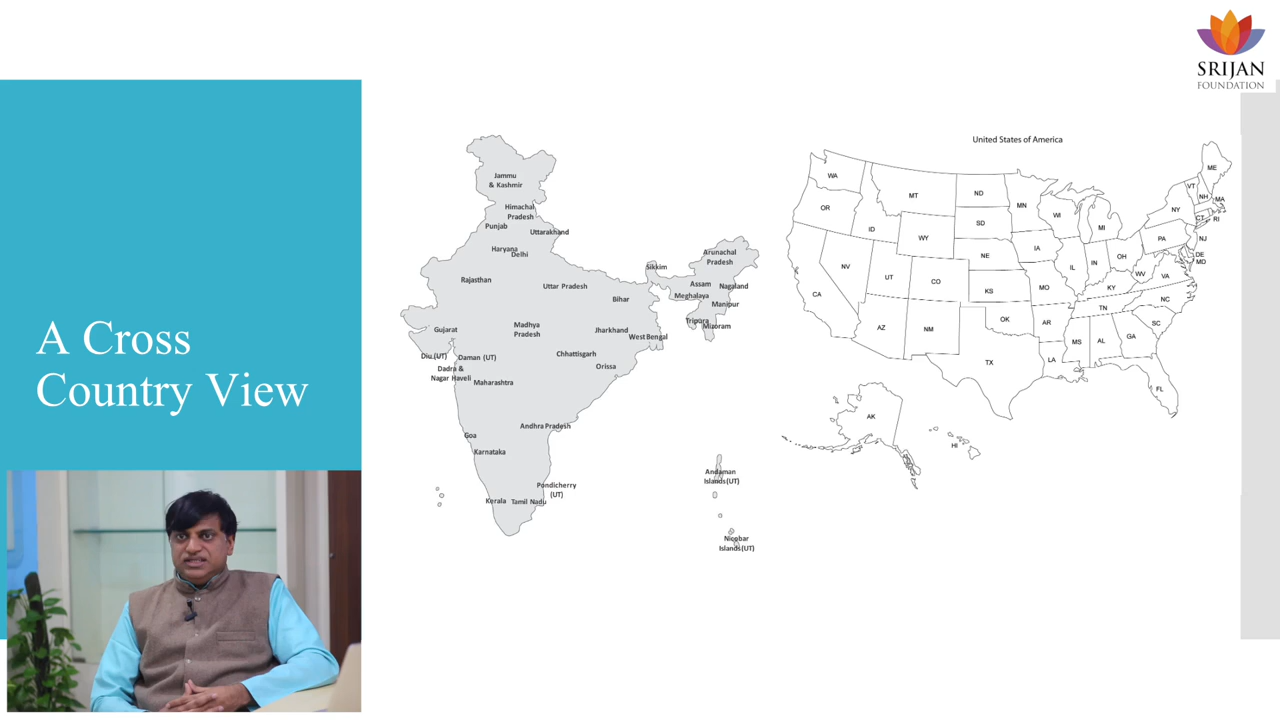 SRIJAN
FOUNDATION
A Cross
Country View
Jammu
& Kashmir
Himachal
Pradesh
Punjab
Uttarakhand
Haryana
Delhi
Rajasthan
Uttar Pradesh
Bihar
Sikkim
Arunachal
Pradesh
Assam
Nagaland
Meghalaya
Manipur
Tripura
Mizoram
Gujarat
Madhya
Pradesh
Jharkhand
West Bengal
Chhattisgarh
Orissa
Diu (UT)
Daman (UT)
Dadra &
Nagar Haveli
Maharashtra
Andhra Pradesh
Goa
Karnataka
Pondicherry
(UT)
Kerala
Tamil Nadu
Andaman
Islands(UT)
Nicobar
Islands(UT)
United States of America
WA
OR
ID
MT
ND
SD
WY
NE
MN
WI
MI
IA
IL
IN
OH
PA
NY
VT
NH
ME
MA
CT
RI
NJ
DE
MD
NV
UT
CO
KS
MO
KY
WV
VA
CA
AZ
NM
OK
AR
TN
NC
SC
TX
LA
MS
AL
GA
FL
AK
HI